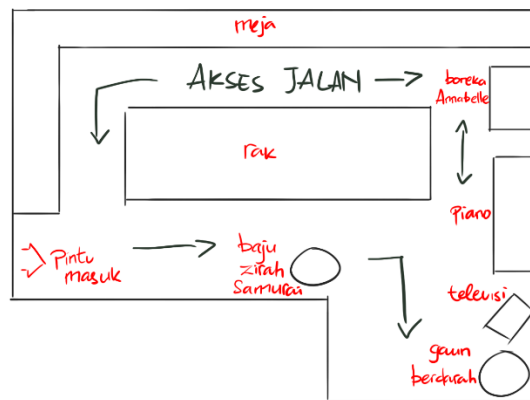 meja
AKSES JALAN
boneka
Annabelle
rak
Piano
Pintu
masuk
baju
zirah
Samurai
televisi
gaun
berdarah